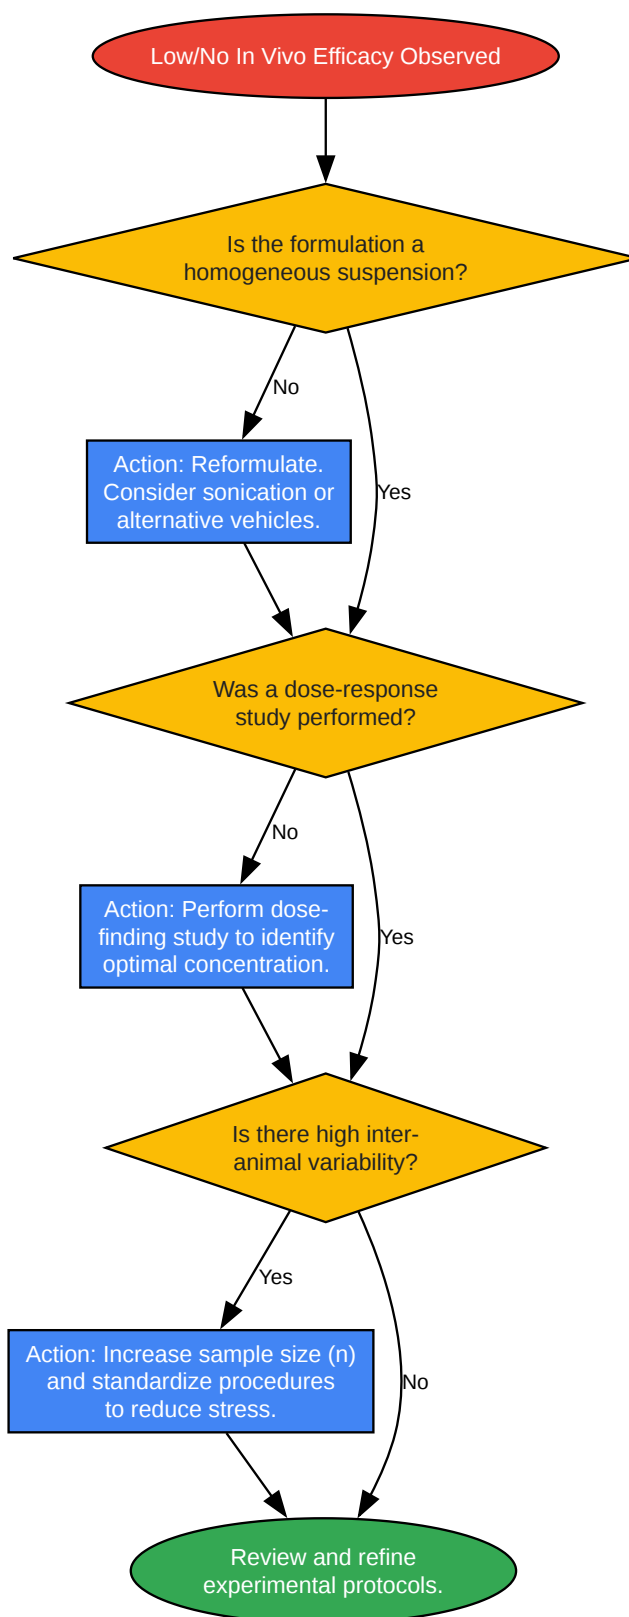 Low/No In Vivo Efficacy Observed
Is the formulation a
homogeneous suspension?
No
Action: Reformulate.
Consider sonication or
alternative vehicles.
Yes
Was a dose-response
study performed?
No
Action: Perform dose-
finding study to identify
optimal concentration.
Yes
Is there high inter-
animal variability?
Yes
Action: Increase sample size (n)
and standardize procedures
to reduce stress.
No
Review and refine
experimental protocols.